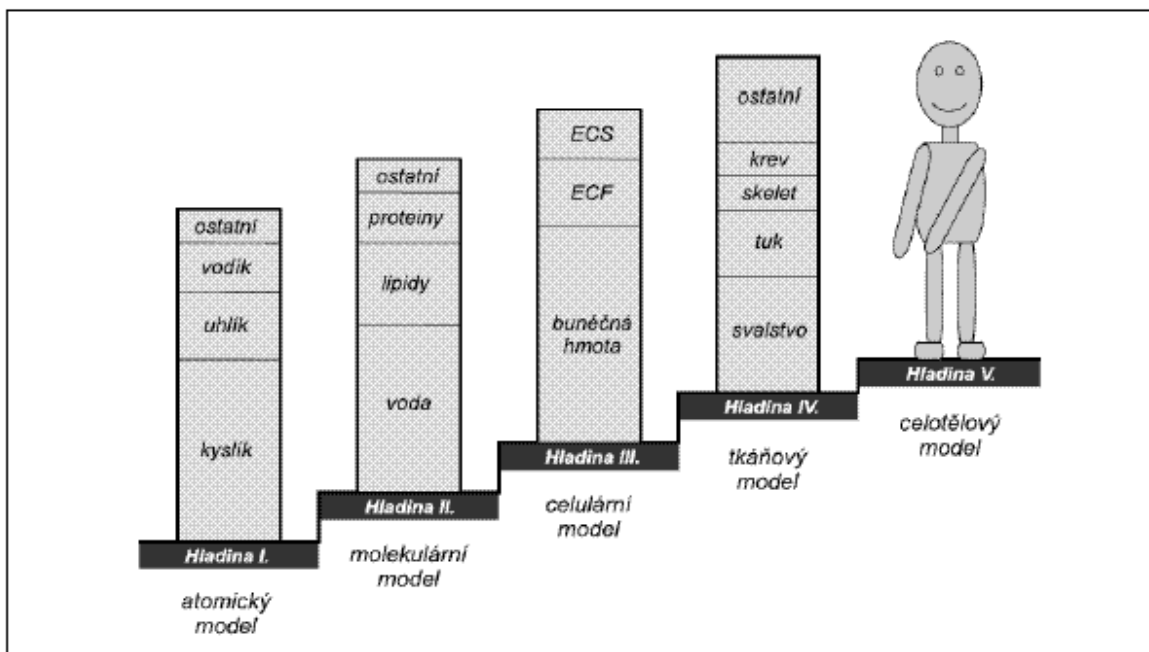 ostatní
vodík
uhlík
kyslík
Hladina I.
atomický
model
ostatní
proteiny
lipidy
voda
Hladina II.
molekulární
model
ECS
ECF
buněčná
hmota
Hladina III.
celulární
model
ostatní
krev
skelet
tuk
svalstvo
Hladina IV.
tkáňový
model
Hladina V.
celotělový
model